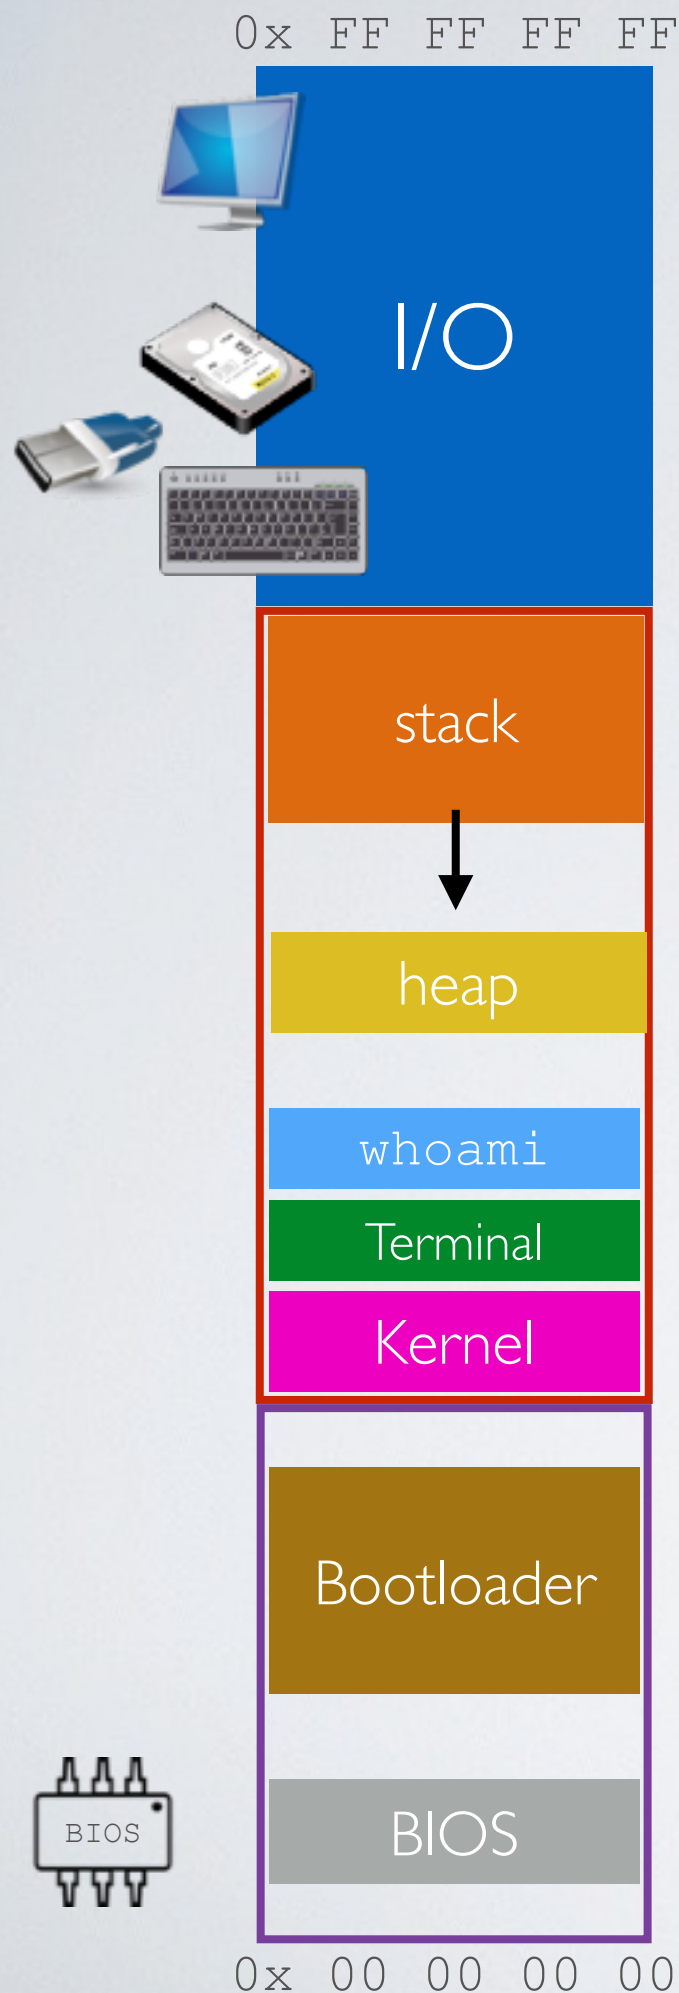 0x FF FF FF FF
I/O
stack
heap
whoami
Terminal
Kernel
Bootloader
BIOS
BIOS
0x 00 00 00 00